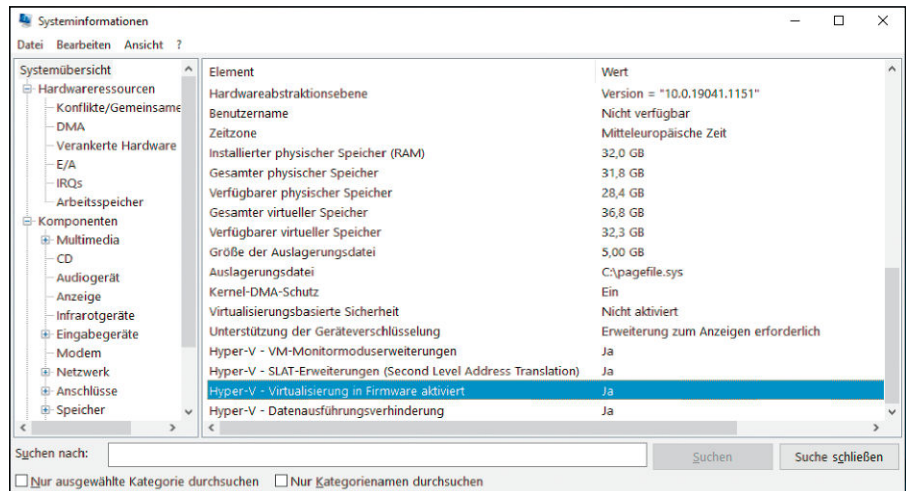 Systeminformationen
Datei Bearbeiten Ansicht ?
Systemübersicht
Hardwareressourcen
Konflikte/Gemeinsame
DMA
Verankerte Hardware
E/A
IRQs
Arbeitsspeicher
Komponenten
Multimedia
CD
Audiogerät
Anzeige
Infrarotgeräte
Eingabegeräte
Modem
Netzwerk
Anschlüsse
Speicher
Element Wert
Hardwareabstraktionsebene Version = "10.0.19041.1151"
Benutzername Nicht verfügbar
Zeitzone Mitteleuropäische Zeit
Installierter physischer Speicher (RAM) 32,0 GB
Gesamter physischer Speicher 31,8 GB
Verfügbarer physischer Speicher 28,4 GB
Gesamter virtueller Speicher 36,8 GB
Verfügbarer virtueller Speicher 32,3 GB
Größe der Auslagerungsdatei 5,00 GB
Auslagerungsdatei C:\pagefile.sys
Kernel-DMA-Schutz Ein
Virtualisierungsbasierte Sicherheit Nicht aktiviert
Unterstützung der Geräteverschlüsselung Erweiterung zum Anzeigen erforderlich
Hyper-V - VM-Monitormoduserweiterungen Ja
Hyper-V - SLAT-Erweiterungen (Second Level Address Translation) Ja
Hyper-V - Virtualisierung in Firmware aktiviert Ja
Hyper-V - Datenausführungsverhinderung Ja
Suchen nach: Suchen Suche schließen
Nur ausgewählte Kategorie durchsuchen Nur Kategorienamen durchsuchen